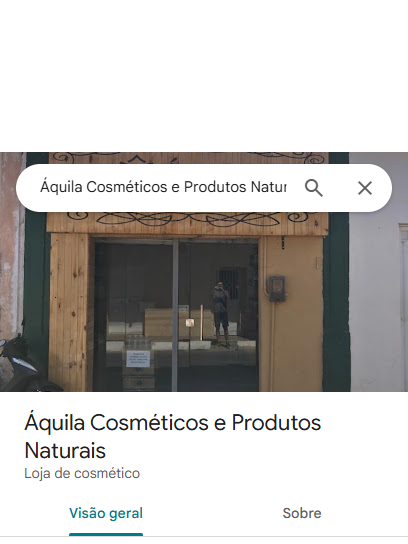 Áquila Cosméticos e Produtos Natur
Áquila Cosméticos e Produtos
Naturais
Loja de cosmético
Visão geral
Sobre